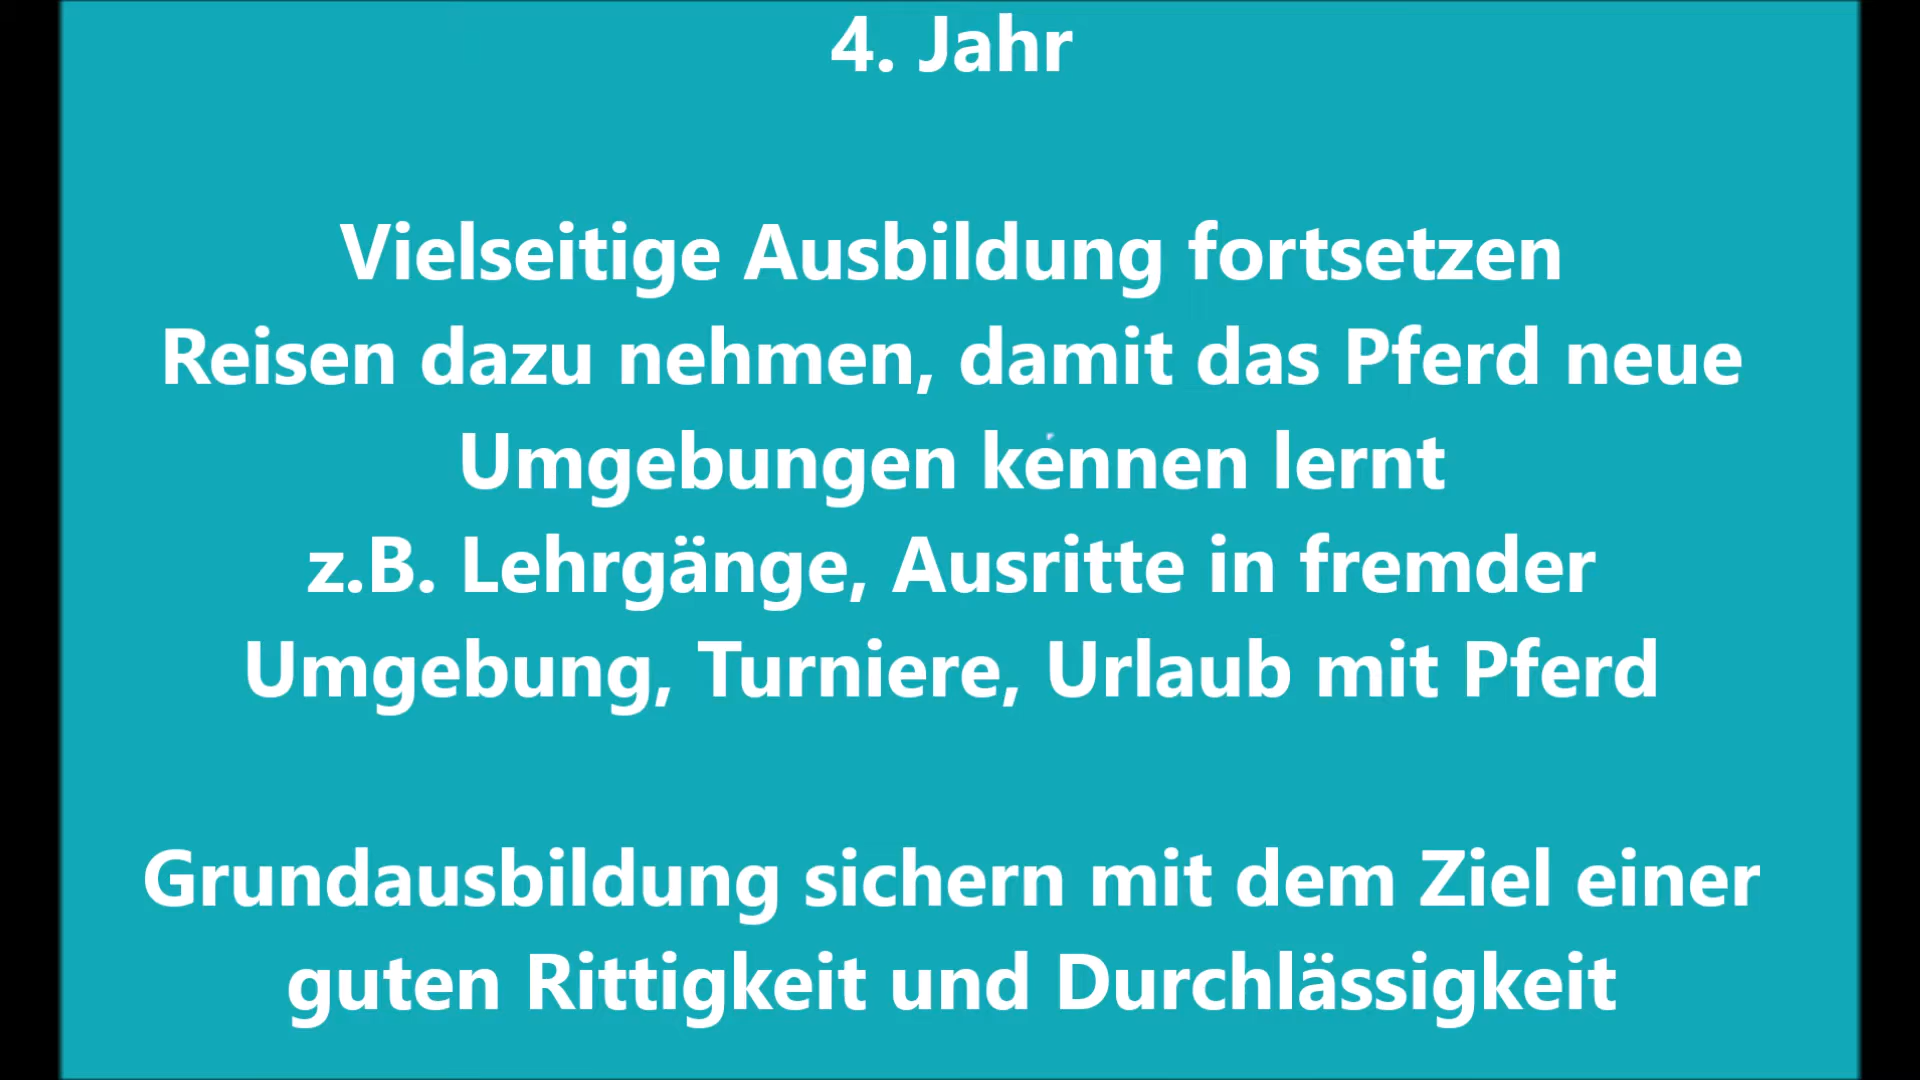 4. Jahr
Vielseitige Ausbildung fortsetzen
Reisen dazu nehmen, damit das Pferd neue
Umgebungen kennen lernt
z.B. Lehrgänge, Ausritte in fremder
Umgebung, Turniere, Urlaub mit Pferd
Grundausbildung sichern mit dem Ziel einer
guten Rittigkeit und Durchlässigkeit